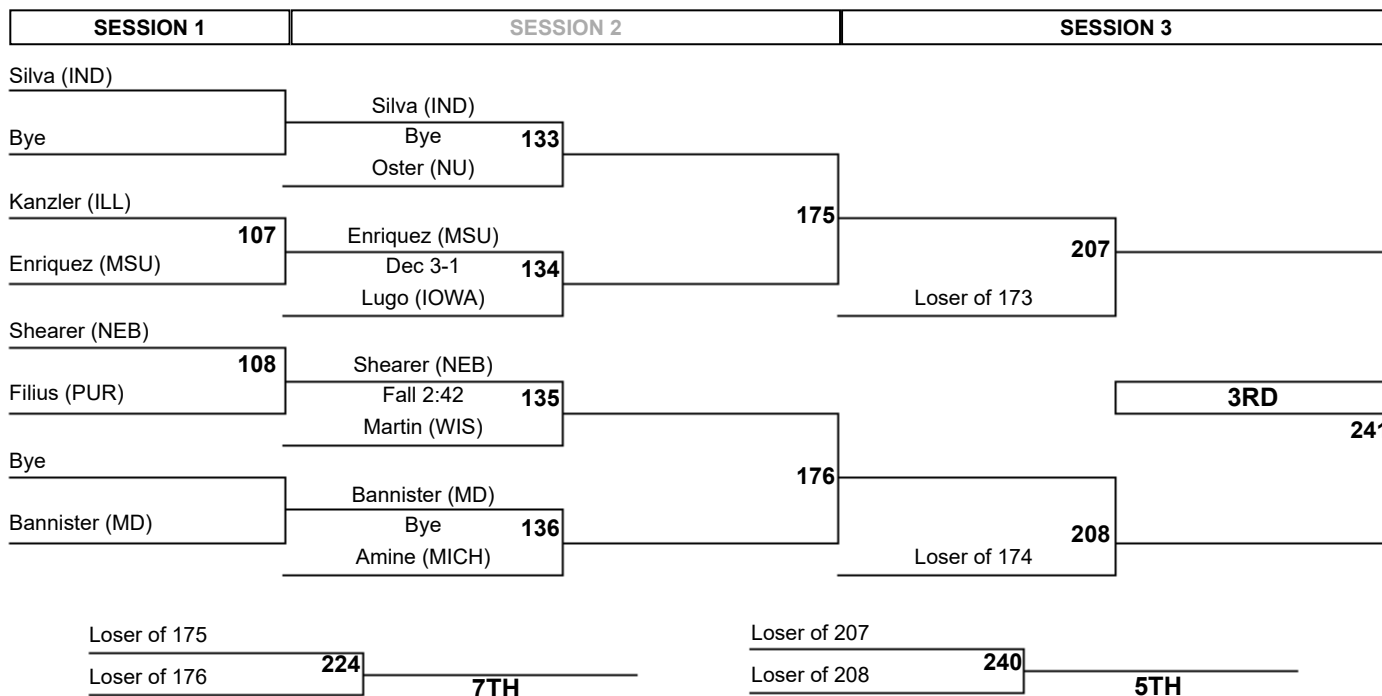 SESSION 1
SESSION 2
SESSION 3
Silva (IND)
Bye
Kanzler (ILL)
107
Enriquez (MSU)
Shearer (NEB)
108
Filius (PUR)
Bye
Bannister (MD)
Silva (IND)
Bye
133
Oster (NU)
Enriquez (MSU)
Dec 3-1
134
Lugo (IOWA)
Shearer (NEB)
Fall 2:42
135
Martin (WIS)
Bannister (MD)
Bye
136
Amine (MICH)
175
176
207
Loser of 173
3RD
241
208
Loser of 174
Loser of 175
224
Loser of 176
7TH
Loser of 207
240
Loser of 208
5TH